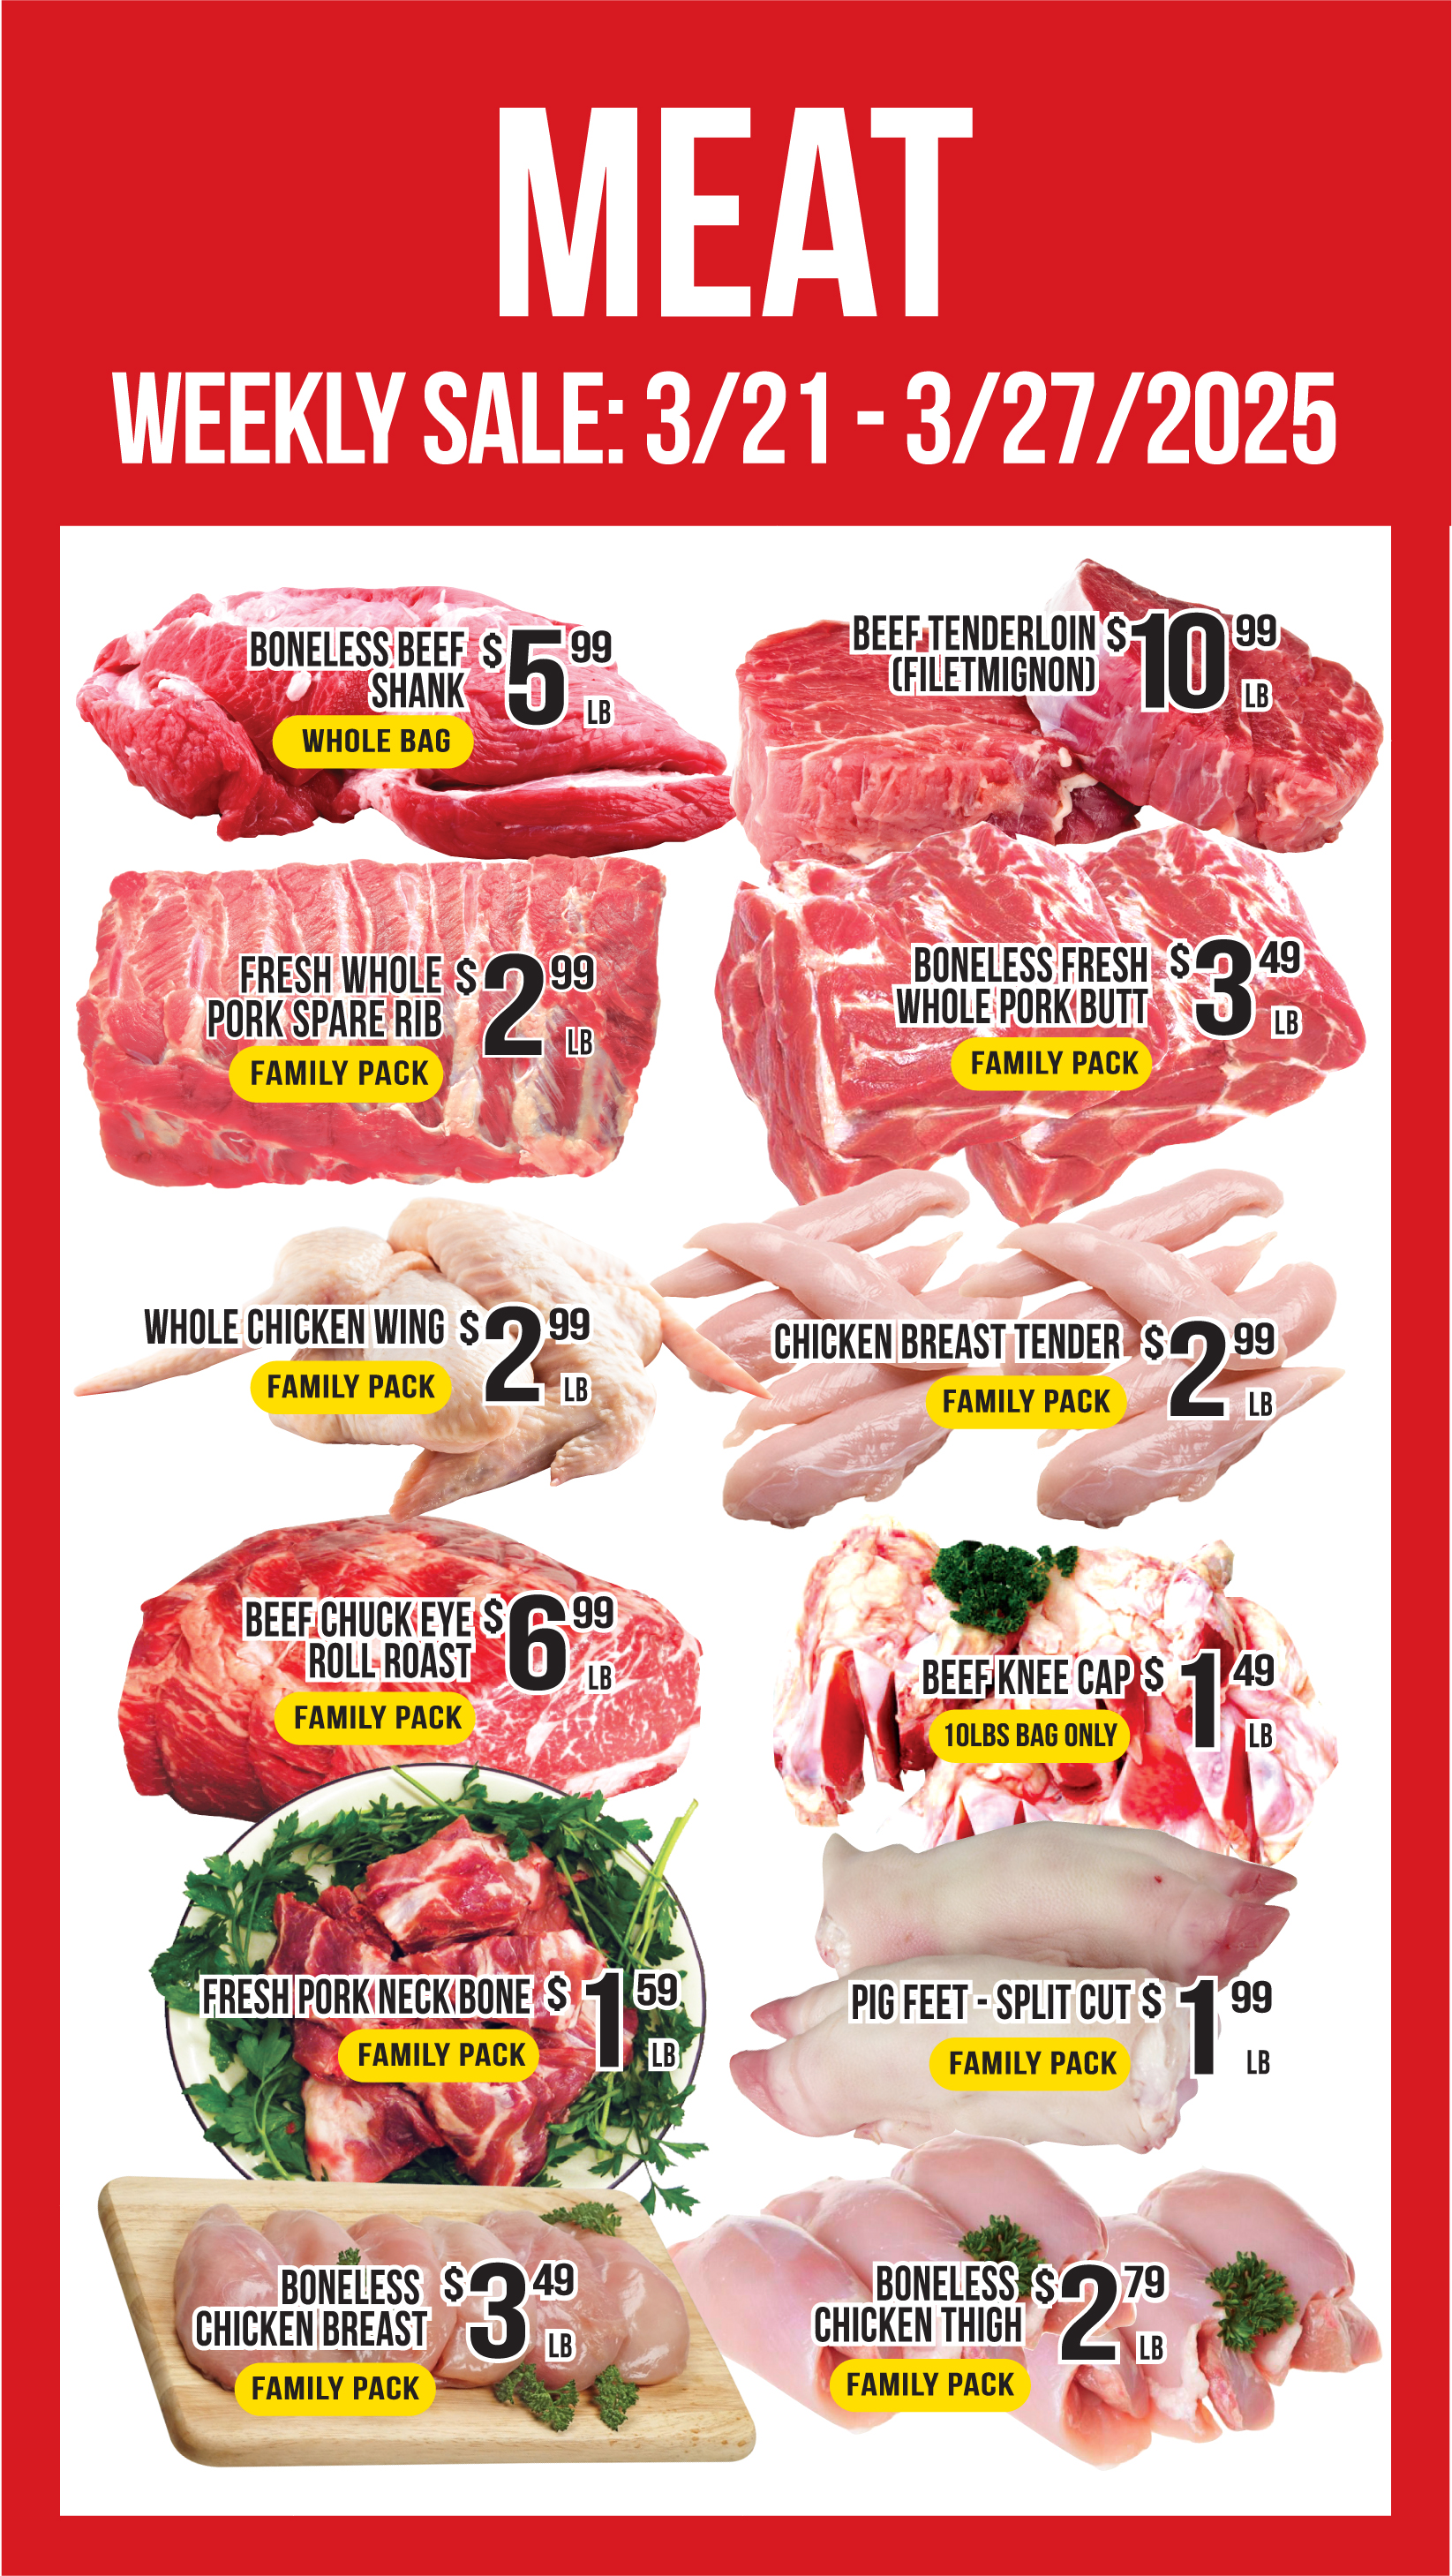 MEAT
WEEKLY SALE: 3/21 - 3/27/2025
BONELESS BEEF
SHANK
$5 99
LB
WHOLE BAG
BEEF TENDERLOIN
(FILETMIGNON)
$10 99
LB
FRESH WHOLE
PORK SPARE RIB
$2 99
LB
FAMILY PACK
BONELESS FRESH
WHOLE PORK BUTT
$3 49
LB
FAMILY PACK
WHOLE CHICKEN WING
$2 99
LB
FAMILY PACK
CHICKEN BREAST TENDER
$2 99
LB
FAMILY PACK
BEEF CHUCK EYE
ROLL ROAST
$6 99
LB
FAMILY PACK
BEEF KNEE CAP
$1 49
LB
10LBS BAG ONLY
FRESH PORK NECK BONE
$1 59
LB
FAMILY PACK
PIG FEET - SPLIT CUT
$1 99
LB
FAMILY PACK
BONELESS
CHICKEN BREAST
$3 49
LB
FAMILY PACK
BONELESS
CHICKEN THIGH
$2 79
LB
FAMILY PACK